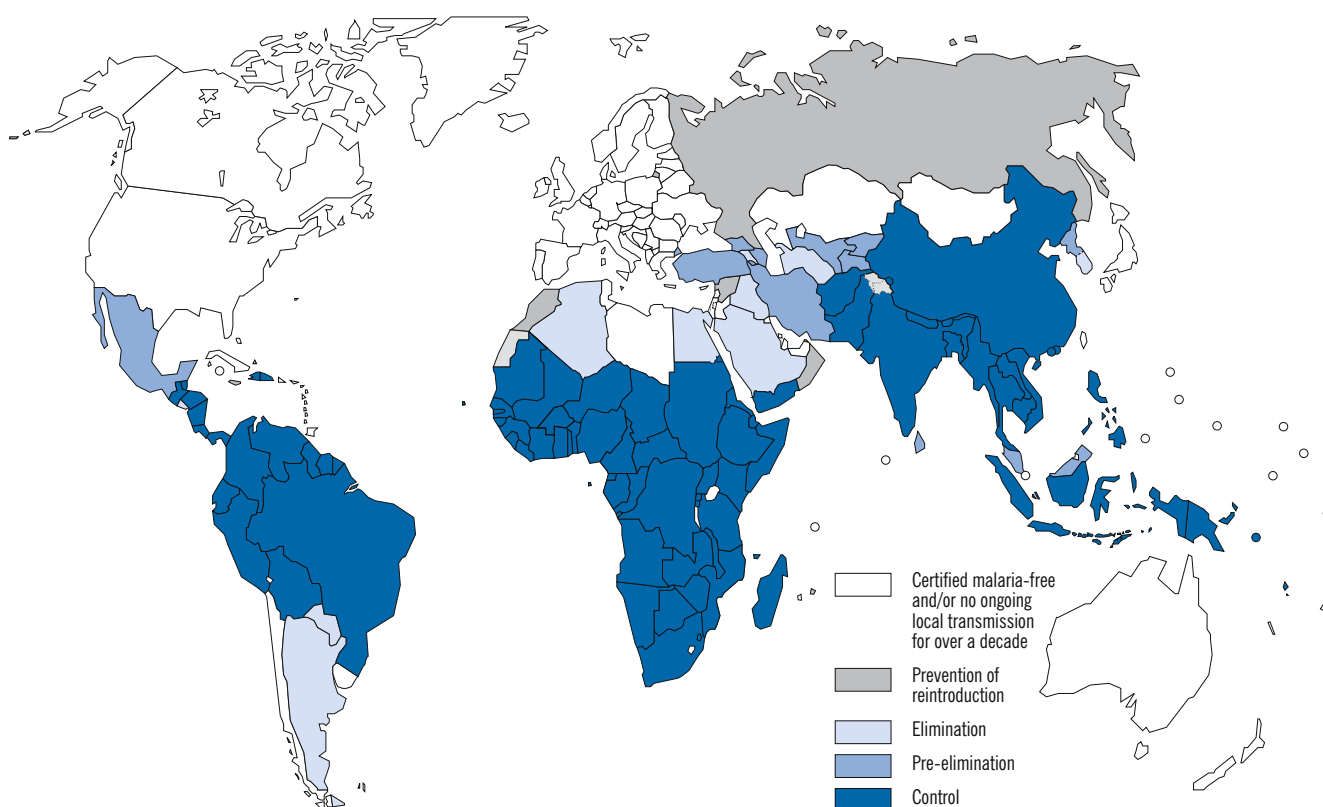 Certified malaria-free
and/or no ongoing
local transmission
for over a decade
Prevention of
reintroduction
Elimination
Pre-elimination
Control